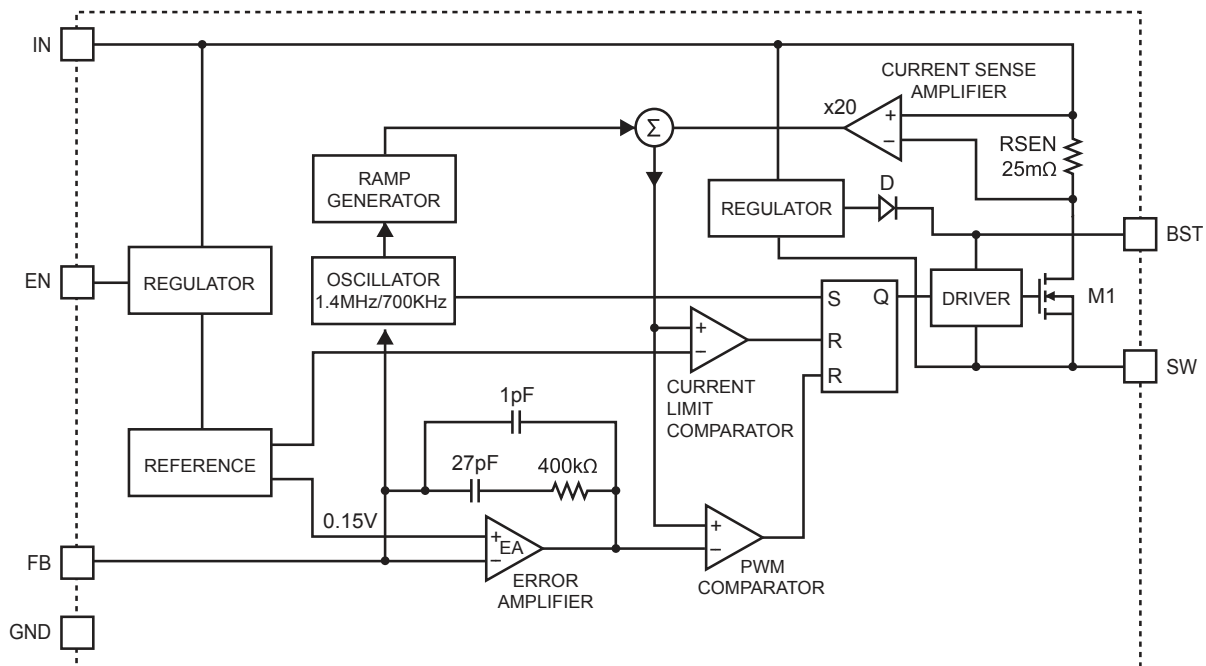 IN
CURRENT SENSE
AMPLIFIER
x20
+
−
Σ
RSEN
25mΩ
RAMP
GENERATOR
D
REGULATOR
BST
EN
REGULATOR
OSCILLATOR
1.4MHz/700KHz
S
Q
DRIVER
M1
+
−
R
R
SW
CURRENT
LIMIT
COMPARATOR
1pF
REFERENCE
27pF
400kΩ
0.15V
+
−
EA
+
−
FB
ERROR
AMPLIFIER
PWM
COMPARATOR
GND